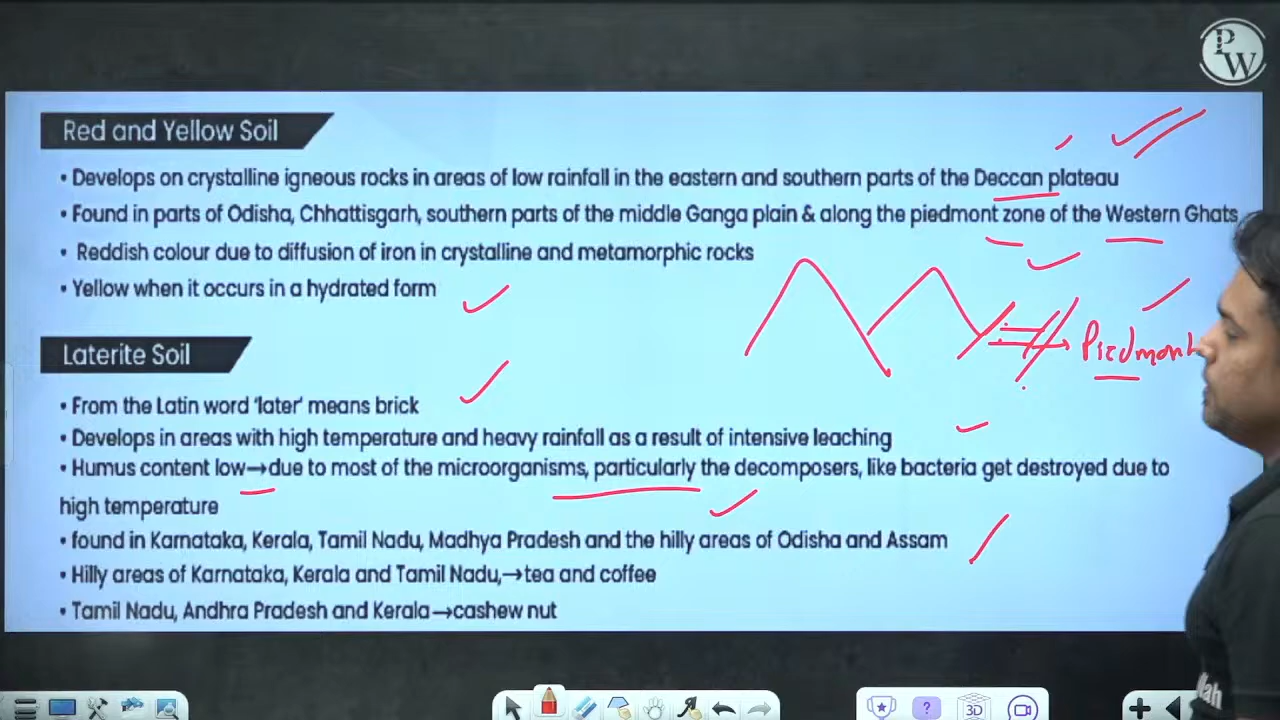 PW
Red and Yellow Soil
• Develops on crystalline igneous rocks in areas of low rainfall in the eastern and southern parts of the Deccan plateau
• Found in parts of Odisha, Chhattisgarh, southern parts of the middle Ganga plain & along the piedmont zone of the Western Ghats
• Reddish colour due to diffusion of iron in crystalline and metamorphic rocks
• Yellow when it occurs in a hydrated form
Piedmont
Laterite Soil
• From the Latin word 'later' means brick
• Develops in areas with high temperature and heavy rainfall as a result of intensive leaching
• Humus content low→due to most of the microorganisms, particularly the decomposers, like bacteria get destroyed due to
high temperature
• found in Karnataka, Kerala, Tamil Nadu, Madhya Pradesh and the hilly areas of Odisha and Assam
• Hilly areas of Karnataka, Kerala and Tamil Nadu,→tea and coffee
• Tamil Nadu, Andhra Pradesh and Kerala→cashew nut
3D